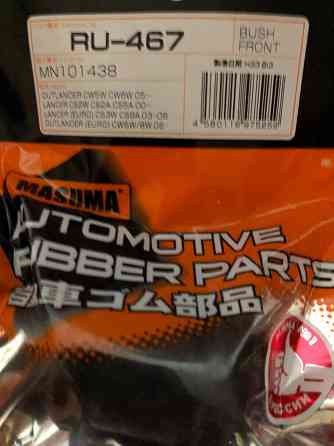 RU-467
BUSH
FRONT
MN101438
OUTLANDER CW5W CW6W 05-
LANCER CS2W CS2A CS5A 00-
LANCER (EURO) CS3W CS9A 03-08
OUTLANDER (EURO) CW5W/8W 06-
MASUMA
AUTOMOTIVE
RUBBER PARTS
自動車ゴム部品